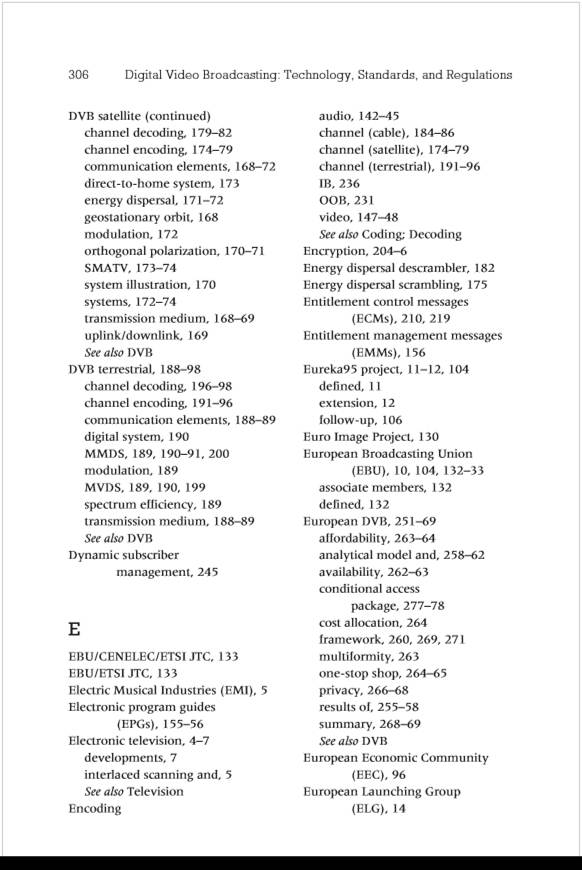 306 Digital Video Broadcasting: Technology, Standards, and Regulations
DVB satellite (continued)
channel decoding, 179–82
channel encoding, 174–79
communication elements, 168–72
direct-to-home system, 173
energy dispersal, 171–72
geostationary orbit, 168
modulation, 172
orthogonal polarization, 170–71
SMATV, 173–74
system illustration, 170
systems, 172–74
transmission medium, 168–69
uplink/downlink, 169
See also DVB
DVB terrestrial, 188–98
channel decoding, 196–98
channel encoding, 191–96
communication elements, 188–89
digital system, 190
MMDS, 189, 190–91, 200
modulation, 189
MVDS, 189, 190, 199
spectrum efficiency, 189
transmission medium, 188–89
See also DVB
Dynamic subscriber
management, 245
E
EBU/CENELEC/ETSI JTC, 133
EBU/ETSI JTC, 133
Electric Musical Industries (EMI), 5
Electronic program guides
(EPGs), 155–56
Electronic television, 4–7
developments, 7
interlaced scanning and, 5
See also Television
Encoding
audio, 142–45
channel (cable), 184–86
channel (satellite), 174–79
channel (terrestrial), 191–96
IB, 236
OOB, 231
video, 147–48
See also Coding; Decoding
Encryption, 204–6
Energy dispersal descrambler, 182
Energy dispersal scrambling, 175
Entitlement control messages
(ECMs), 210, 219
Entitlement management messages
(EMMs), 156
Eureka95 project, 11–12, 104
defined, 11
extension, 12
follow-up, 106
Euro Image Project, 130
European Broadcasting Union
(EBU), 10, 104, 132–33
associate members, 132
defined, 132
European DVB, 251–69
affordability, 263–64
analytical model and, 258–62
availability, 262–63
conditional access
package, 277–78
cost allocation, 264
framework, 260, 269, 271
multiformity, 263
one-stop shop, 264–65
privacy, 266–68
results of, 255–58
summary, 268–69
See also DVB
European Economic Community
(EEC), 96
European Launching Group
(ELG), 14